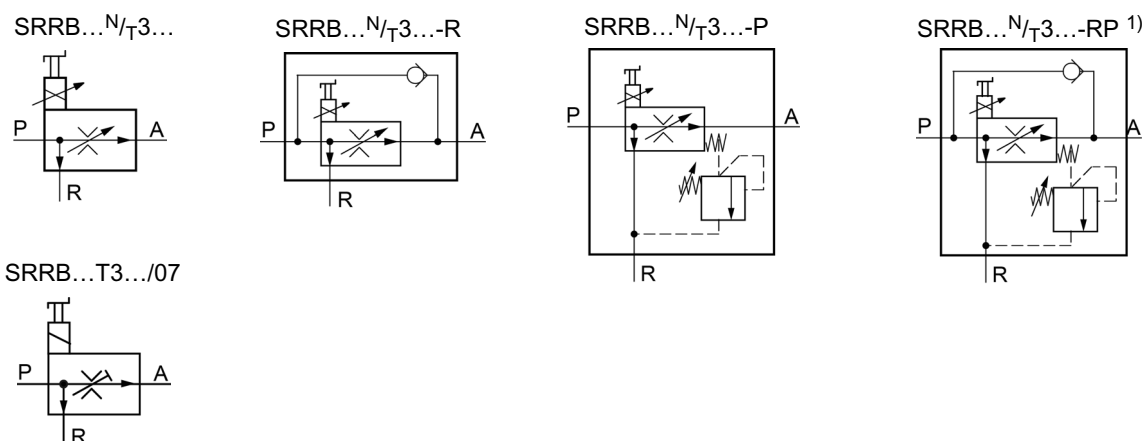 SRRB…N/T3…
P
A
R
SRRB…N/T3…-R
P
A
R
SRRB…N/T3…-P
P
A
R
SRRB…N/T3…-RP 1)
P
A
R
SRRB…T3…/07
P
A
R